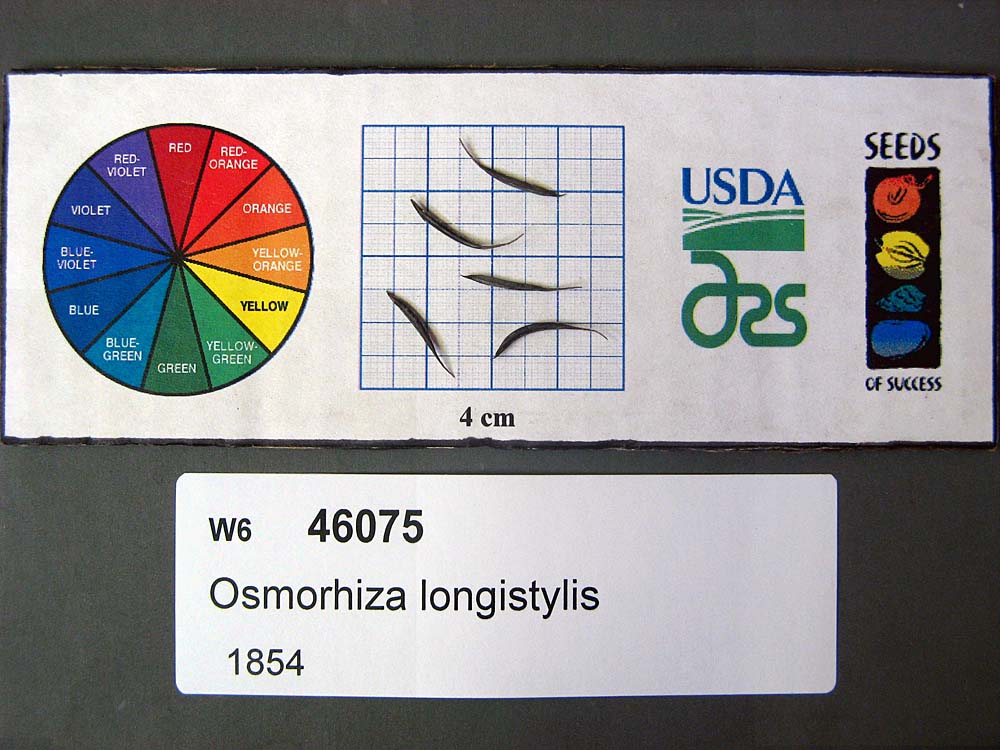 RED
RED-
ORANGE
ORANGE
YELLOW-
ORANGE
YELLOW
YELLOW-
GREEN
GREEN
BLUE-
GREEN
BLUE
BLUE-
VIOLET
VIOLET
RED-
VIOLET
4 cm
USDA
ars
SEEDS
OF SUCCESS
W6 46075
Osmorhiza longistylis
1854